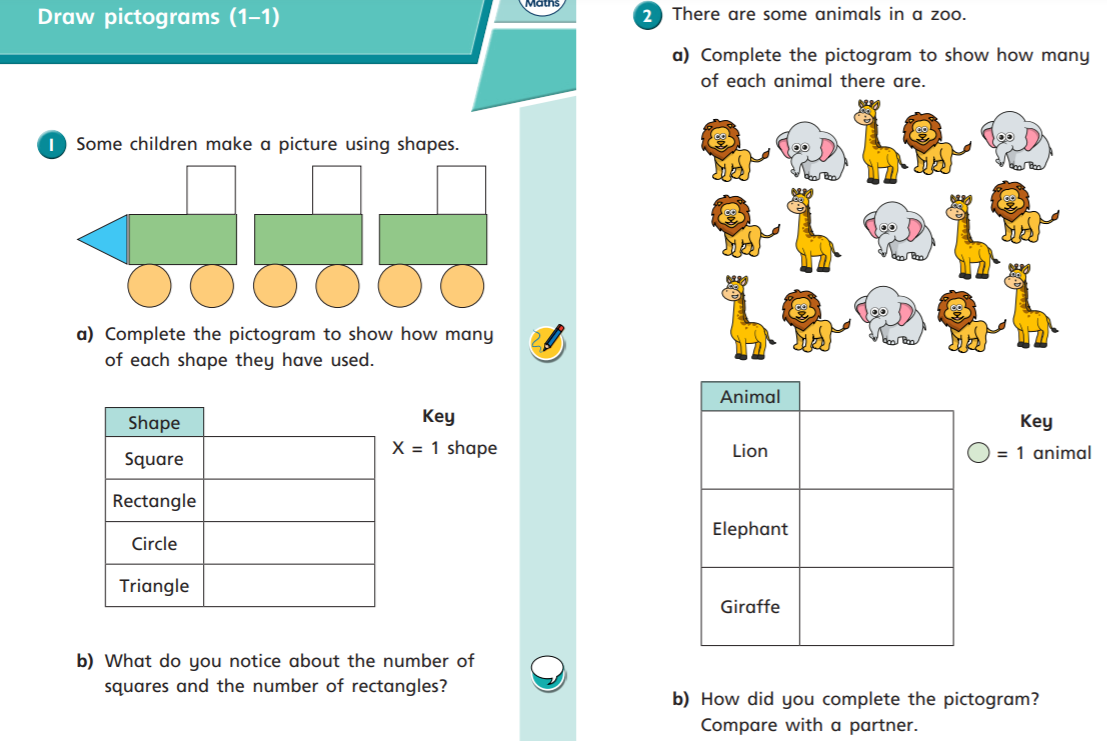 Draw pictograms (1–1)
Maths
1 Some children make a picture using shapes.
a) Complete the pictogram to show how many
of each shape they have used.
Shape
Square
Rectangle
Circle
Triangle
Key
X = 1 shape
b) What do you notice about the number of
squares and the number of rectangles?
2 There are some animals in a zoo.
a) Complete the pictogram to show how many
of each animal there are.
Animal
Lion
Elephant
Giraffe
Key
= 1 animal
b) How did you complete the pictogram?
Compare with a partner.